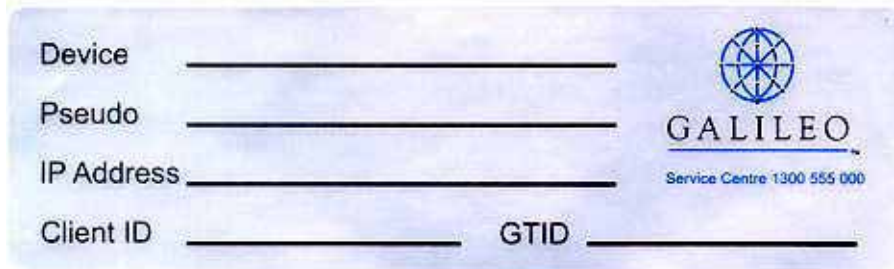 Device
Pseudo
IP Address
Client ID GTID
GALILEO
Service Centre 1300 555 000